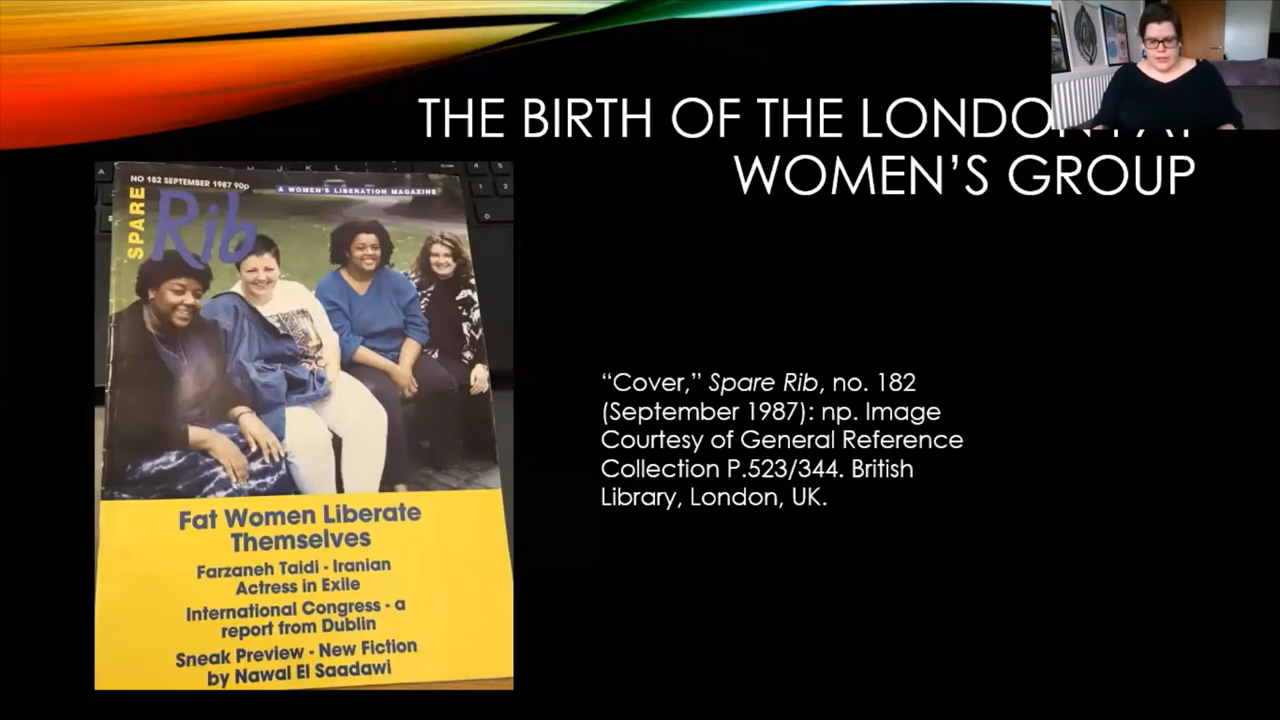 THE BIRTH OF THE LONDON FAT
WOMEN'S GROUP
NO 182 SEPTEMBER 1987 90p
A WOMEN'S LIBERATION MAGAZINE
SPARE
Rib
Fat Women Liberate
Themselves
Farzaneh Taidi - Iranian
Actress in Exile
International Congress - a
report from Dublin
Sneak Preview - New Fiction
by Nawal El Saadawi
“Cover,” Spare Rib, no. 182
(September 1987): np. Image
Courtesy of General Reference
Collection P.523/344. British
Library, London, UK.